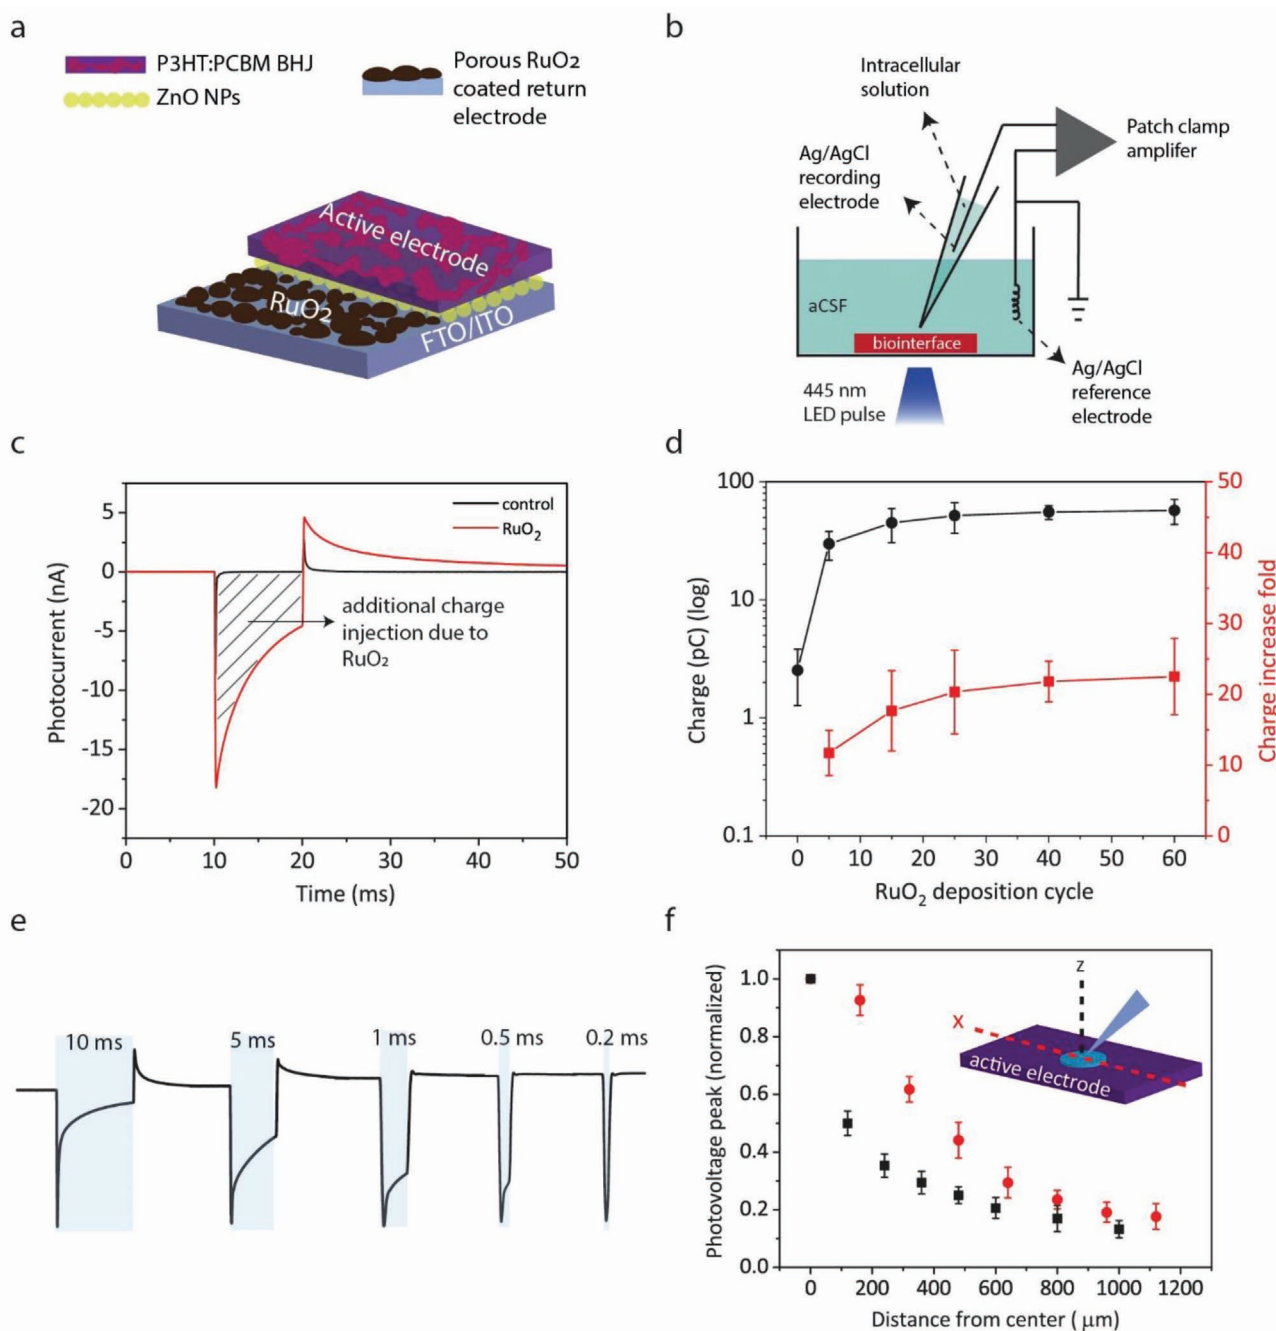 a
P3HT:PCBM BHJ
ZnO NPs
Porous RuO2
coated return
electrode
Active electrode
RuO2
FTO/ITO
b
Intracellular
solution
Ag/AgCl
recording
electrode
Patch clamp
amplifer
aCSF
biointerface
445 nm
LED pulse
Ag/AgCl
reference
electrode
c
control
RuO₂
additional charge
injection due to
RuO2
5
0
-5
-10
-15
-20
Photocurrent (nA)
0
10
20
30
40
50
Time (ms)
d
100
10
1
0.1
Charge (pC) (log)
50
40
30
20
10
0
Charge increase fold
0
10
20
30
40
50
60
RuO₂ deposition cycle
e
10 ms
5 ms
1 ms
0.5 ms
0.2 ms
f
1.0
0.8
0.6
0.4
0.2
0.0
Photovoltage peak (normalized)
z
X
active electrode
0
200
400
600
800
1000
1200
Distance from center ( μm)